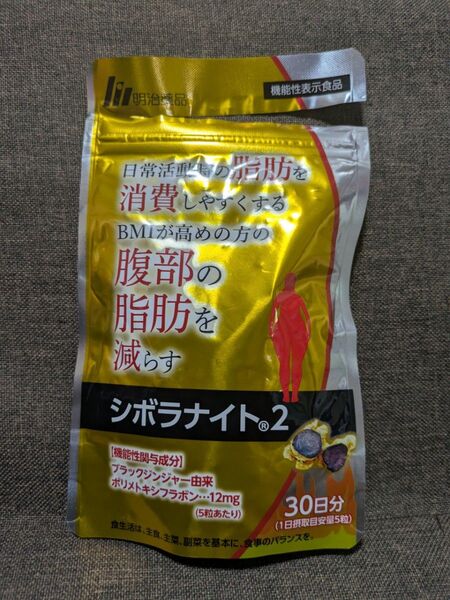 明治薬品
機能性表示食品
日常活動時の脂肪を
消費しやすくする
BMIが高めの方の
腹部の
脂肪を
減らす
シボラナイト®2
【機能性関与成分】
ブラックジンジャー由来
ポリメトキシフラボン…12mg
(5粒あたり)
30日分
(1日摂取目安量5粒)
食生活は、主食、主菜、副菜を基本に、食事のバランスを。